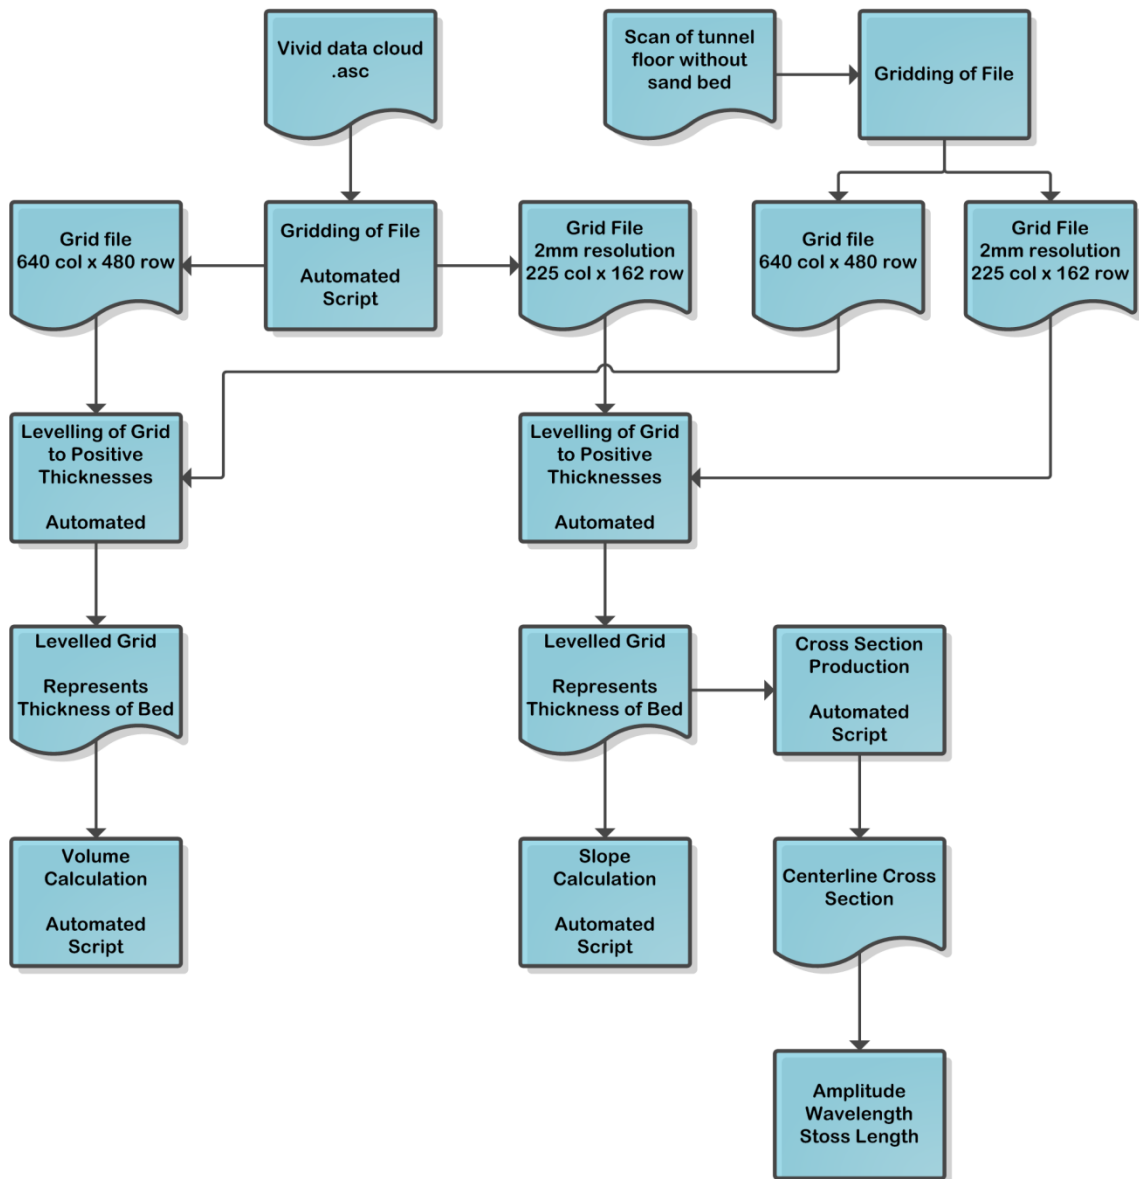 Vivid data cloud
.asc
Scan of tunnel
floor without
sand bed
Gridding of File
Grid file
640 col x 480 row
Gridding of File
Automated
Script
Grid File
2mm resolution
225 col x 162 row
Grid file
640 col x 480 row
Grid File
2mm resolution
225 col x 162 row
Levelling of Grid
to Positive
Thicknesses
Automated
Levelling of Grid
to Positive
Thicknesses
Automated
Levelled Grid
Represents
Thickness of Bed
Levelled Grid
Represents
Thickness of Bed
Cross Section
Production
Automated
Script
Volume
Calculation
Automated
Script
Slope
Calculation
Automated
Script
Centerline Cross
Section
Amplitude
Wavelength
Stoss Length